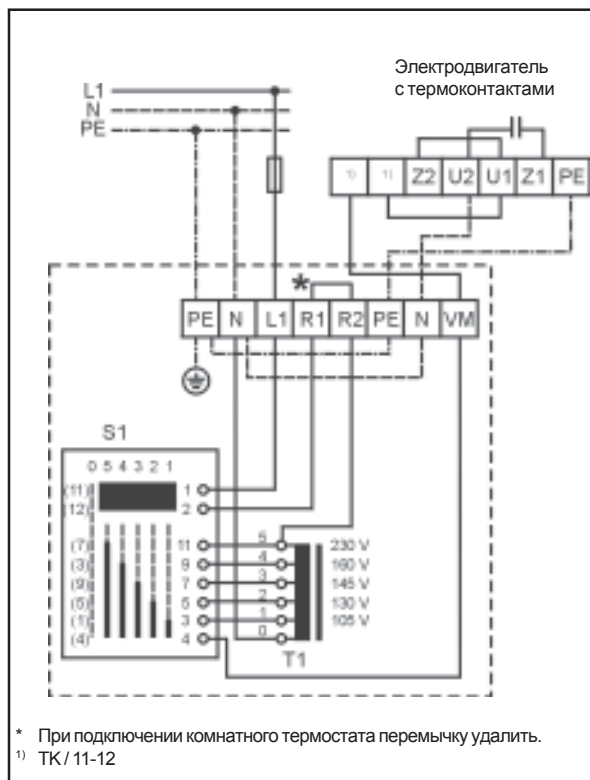 Электродвигатель
с термоконтактами
L1
N
PE
1) 1) Z2 U2 U1 Z1 PE
*
PE N L1 R1 R2 PE N VM
S1
0 5 4 3 2 1
(11) 1
(12) 2
(7) 11 5 230 V
(3) 9 4 160 V
(9) 7 3 145 V
(5) 5 2 130 V
(1) 3 1 105 V
(4) 4 0
T1
* При подключении комнатного термостата перемычку удалить.
1) TK / 11-12